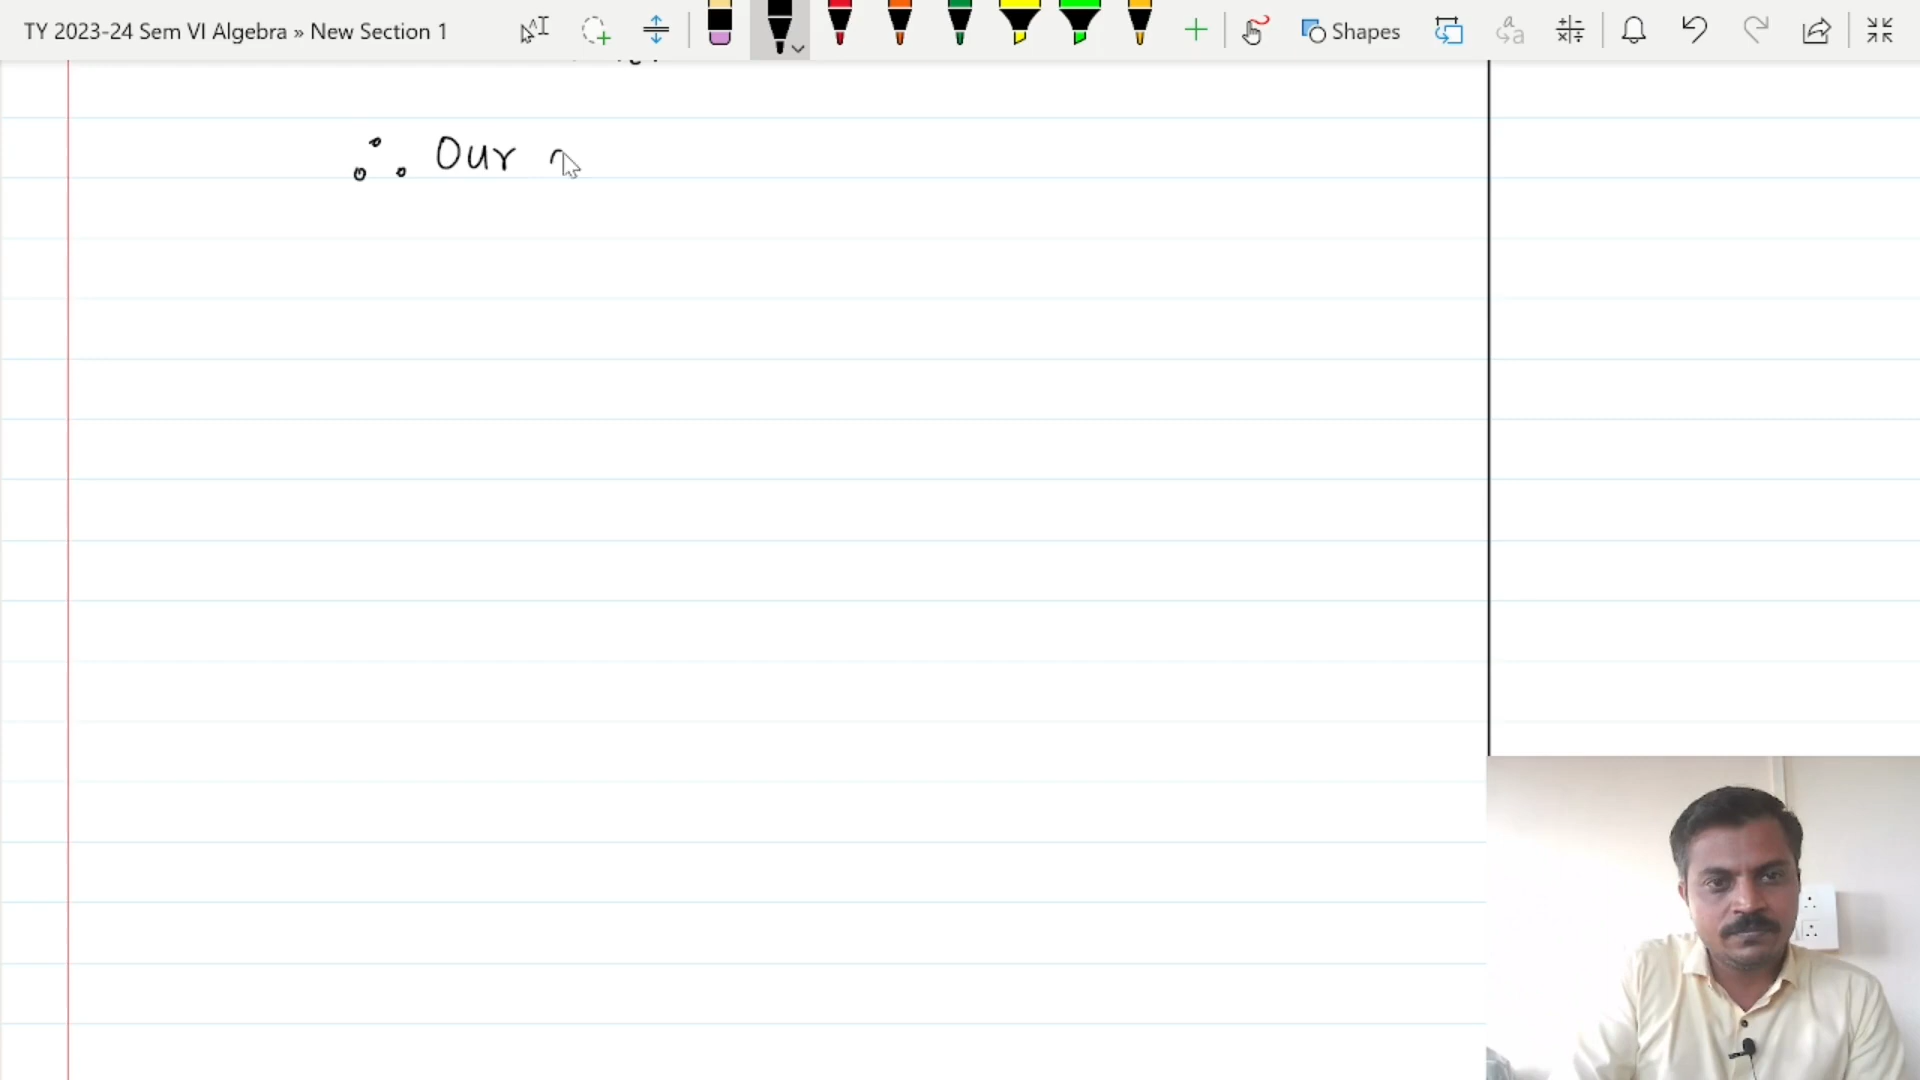 TY 2023-24 Sem VI Algebra » New Section 1
Shapes
∴ Our